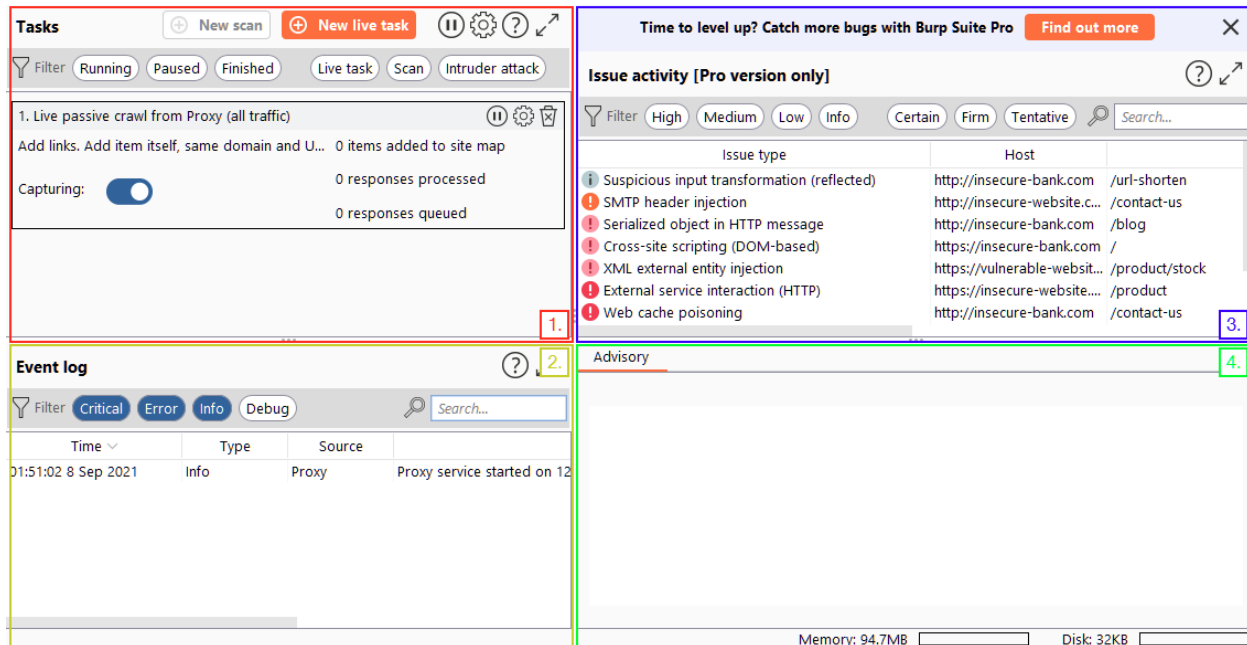 Tasks
New scan
New live task
Filter Running Paused Finished Live task Scan Intruder attack
1. Live passive crawl from Proxy (all traffic)
Add links. Add item itself, same domain and U... 0 items added to site map
0 responses processed
Capturing:
0 responses queued
1.
Event log
2.
Filter Critical Error Info Debug Search...
Time Type Source
01:51:02 8 Sep 2021 Info Proxy Proxy service started on 12
Time to level up? Catch more bugs with Burp Suite Pro Find out more
Issue activity [Pro version only]
Filter High Medium Low Info Certain Firm Tentative Search...
Issue type Host
Suspicious input transformation (reflected) http://insecure-bank.com /url-shorten
SMTP header injection http://insecure-website.c... /contact-us
Serialized object in HTTP message http://insecure-bank.com /blog
Cross-site scripting (DOM-based) https://insecure-bank.com /
XML external entity injection https://vulnerable-websit... /product/stock
External service interaction (HTTP) https://insecure-website.... /product
Web cache poisoning http://insecure-bank.com /contact-us
3.
Advisory
4.
Memory: 94.7MB Disk: 32KB